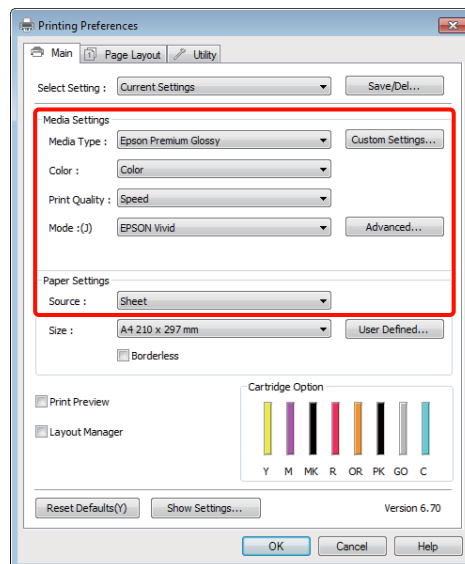 Printing Preferences
Main Page Layout Utility
Select Setting : Current Settings Save/Del...
Media Settings
Media Type : Epson Premium Glossy Custom Settings...
Color : Color
Print Quality : Speed
Mode :(J) EPSON Vivid Advanced...
Paper Settings
Source : Sheet
Size : A4 210 x 297 mm User Defined...
Borderless
Print Preview
Layout Manager
Cartridge Option
Y M MK R OR PK GO C
Reset Defaults(Y) Show Settings... Version 6.70
OK Cancel Help